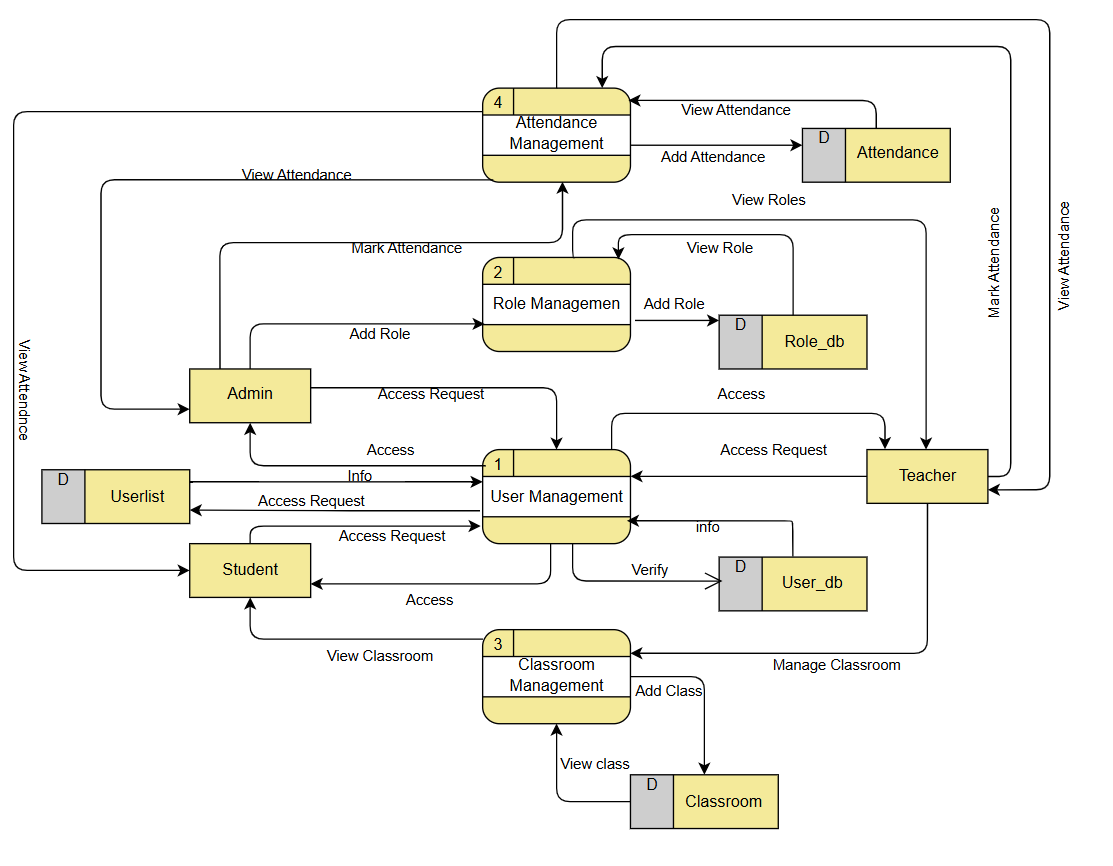 4
Attendance
Management
View Attendance
Add Attendance
D
Attendance
View Attendance
View Roles
Mark Attendance
View Attendance
Mark Attendance
View Role
2
Role Managemen
Add Role
D
Role_db
Add Role
View Attendnce
Admin
Access Request
Access
Access
Access Request
1
User Management
Teacher
D
Userlist
Info
Access Request
Access Request
info
Student
Verify
D
User_db
Access
3
Classroom
Management
View Classroom
Manage Classroom
Add Class
View class
D
Classroom